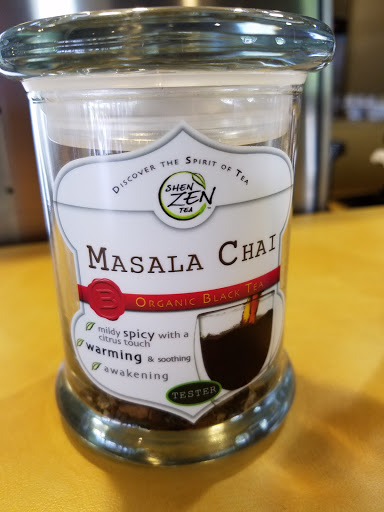 DISCOVER THE SPIRIT OF TEA
SHEN
ZEN
TEA
MASALA CHAI
B
ORGANIC BLACK TEA
mildy spicy with a
citrus touch
warming & soothing
awakening
TESTER